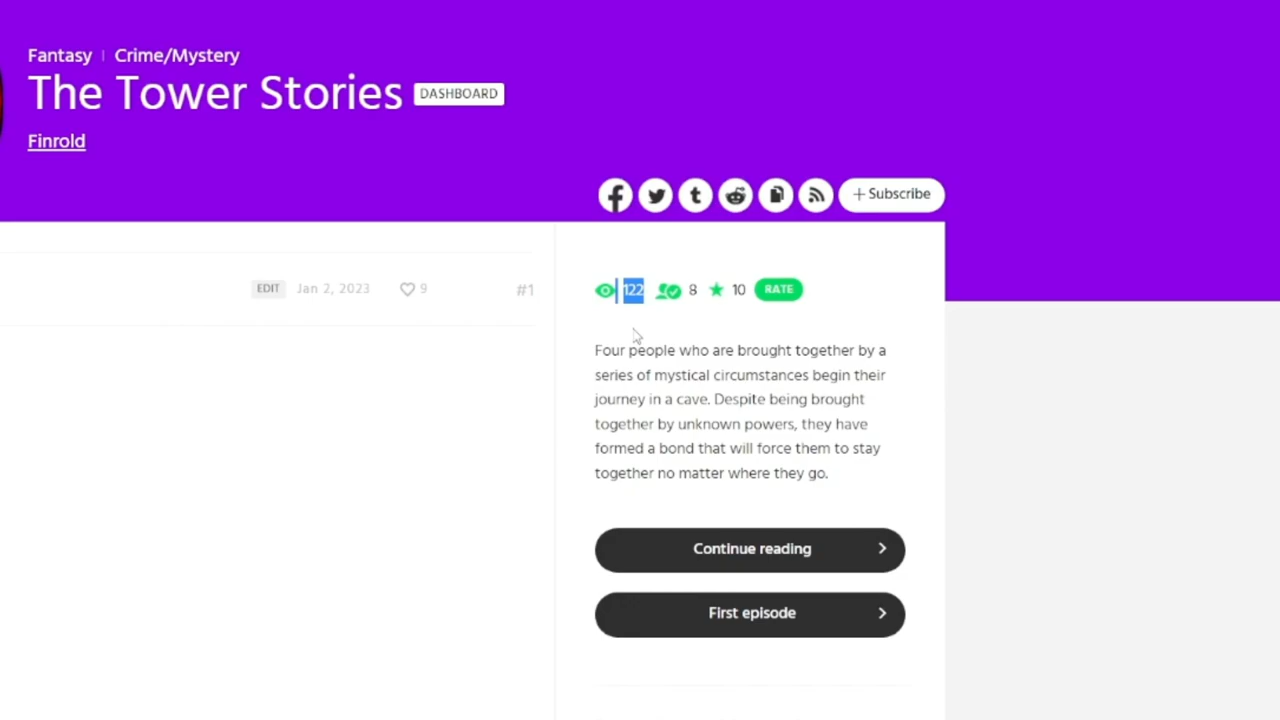 Fantasy | Crime/Mystery
The Tower Stories DASHBOARD
Finrold
+ Subscribe
EDIT Jan 2, 2023 9 #1
122 8 10 RATE
Four people who are brought together by a
series of mystical circumstances begin their
journey in a cave. Despite being brought
together by unknown powers, they have
formed a bond that will force them to stay
together no matter where they go.
Continue reading
First episode